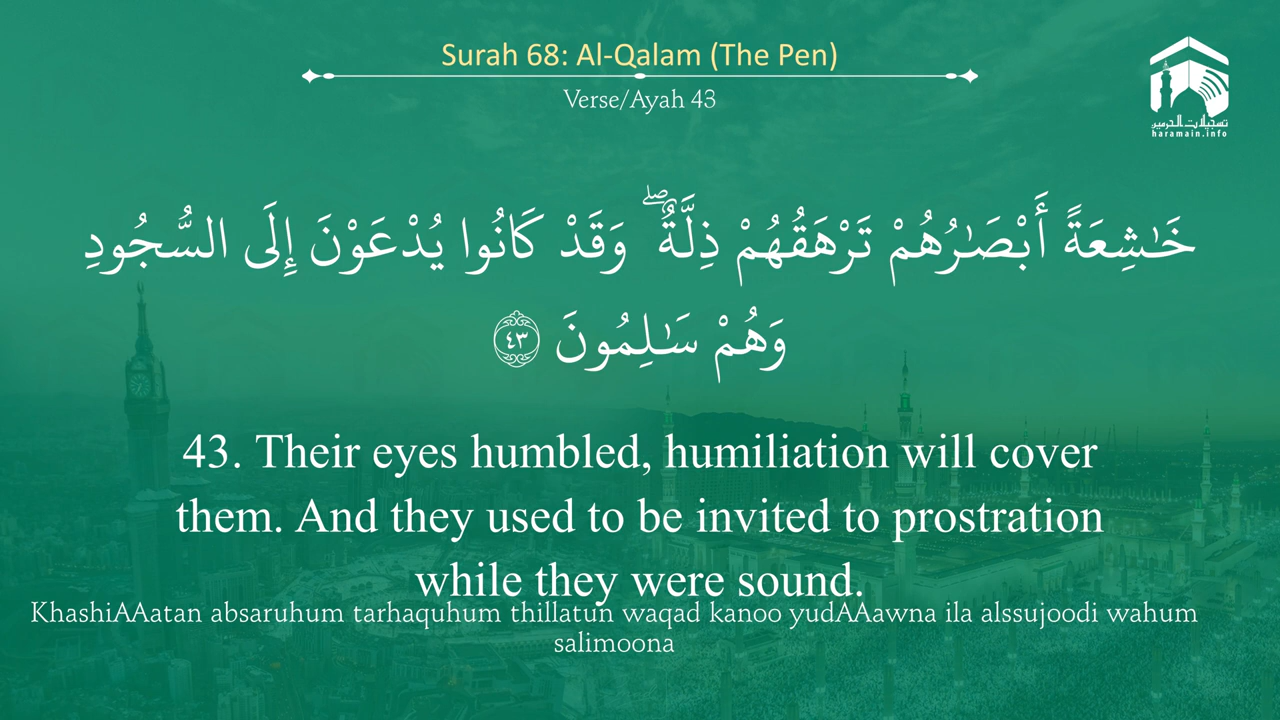 Surah 68: Al-Qalam (The Pen)
Verse/Ayah 43
تسجيلات الحرمين
haramain.info
خَـٰشِعَةً أَبْصَـٰرُهُمْ تَرْهَقُهُمْ ذِلَّةٌ ۖ وَقَدْ كَانُوا يُدْعَوْنَ إِلَى السُّجُودِ
وَهُمْ سَـٰلِمُونَ ﴿٤٣﴾
43. Their eyes humbled, humiliation will cover
them. And they used to be invited to prostration
while they were sound.
KhashiAAatan absaruhum tarhaquhum thillatun waqad kanoo yudAAawna ila alssujoodi wahum
salimoona